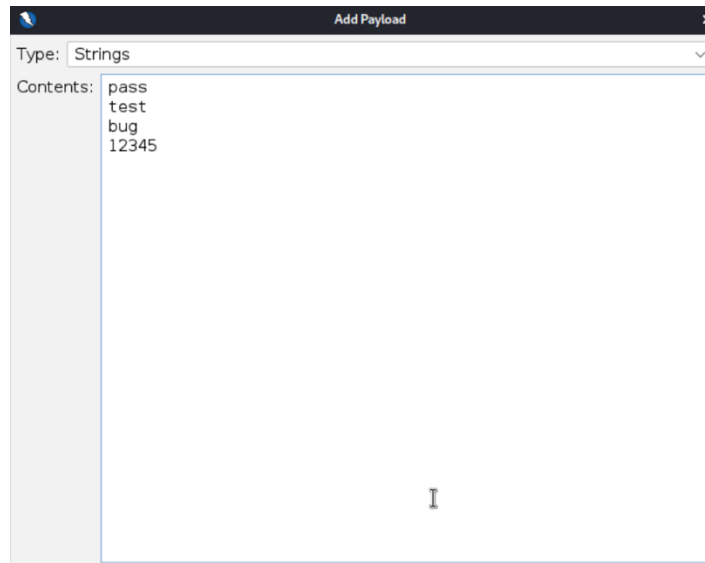 Add Payload
Type: Strings
Contents: pass
test
bug
12345